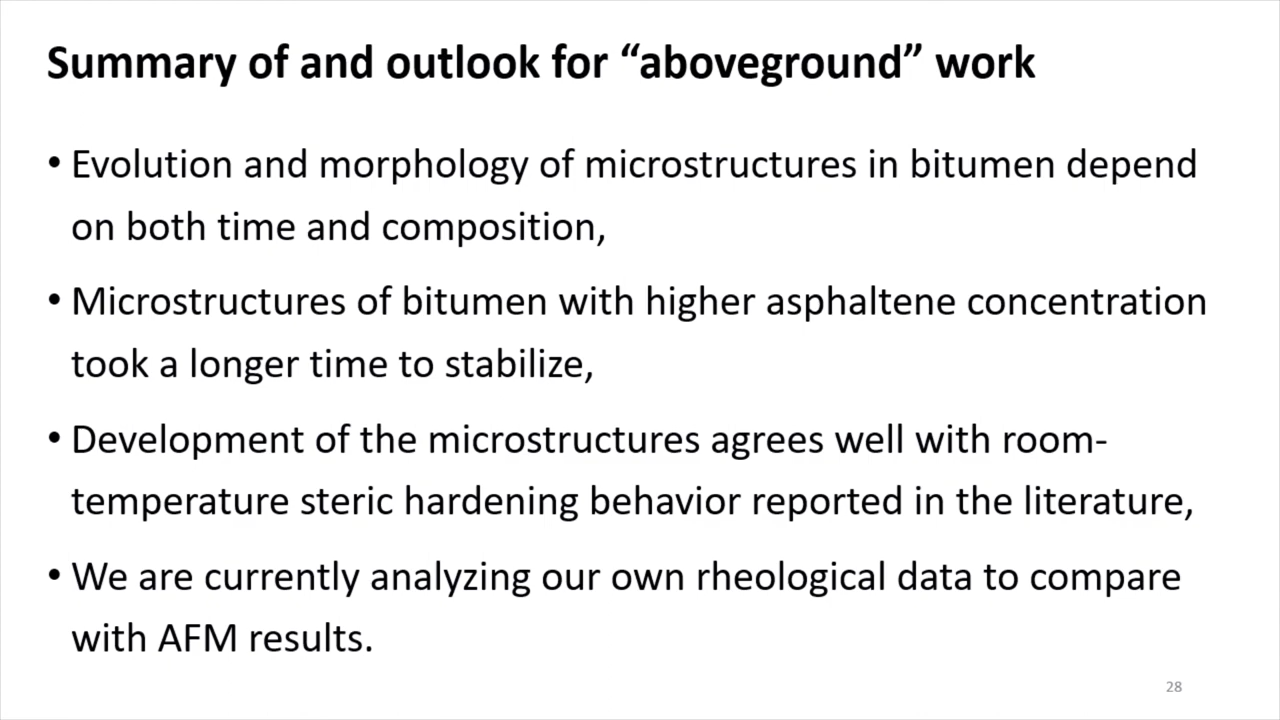 Summary of and outlook for “aboveground” work
• Evolution and morphology of microstructures in bitumen depend
on both time and composition,
• Microstructures of bitumen with higher asphaltene concentration
took a longer time to stabilize,
• Development of the microstructures agrees well with room-
temperature steric hardening behavior reported in the literature,
• We are currently analyzing our own rheological data to compare
with AFM results.
28